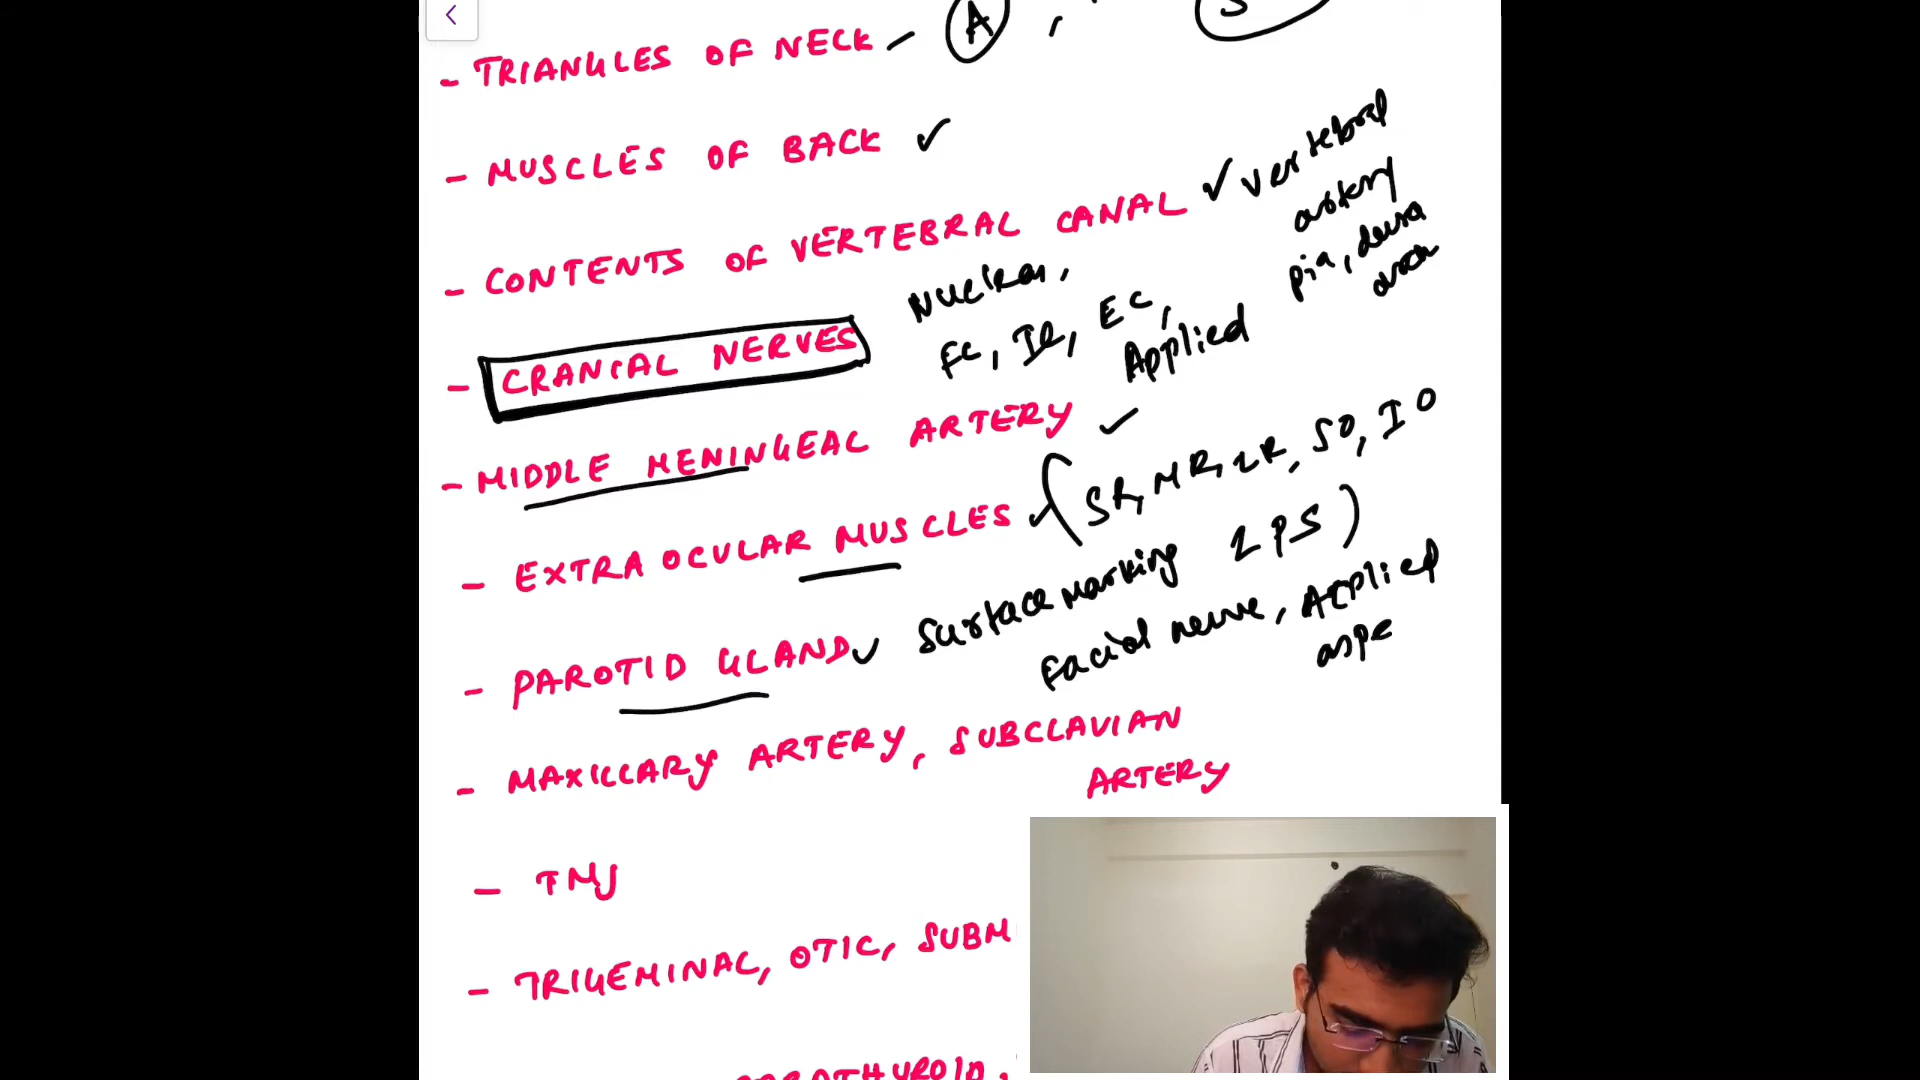 - TRIANGLES OF NECK - A ,
- MUSCLES OF BACK ✓
- CONTENTS OF VERTEBRAL CANAL ✓ vertebral
artery
pia, dura
- CRANIAL NERVES Nuclear,
EC,
Applied
- MIDDLE MENINGEAL ARTERY ✓
- EXTRA OCULAR MUSCLES ✓ (SR, MR, LR, SO, IO
LPS)
- PAROTID GLAND ✓ Surface marking
Facial nerve, Applied
aspe
- MAXILLARY ARTERY, SUBCLAVIAN
ARTERY
- TMJ
- TRIGEMINAL, OTIC, SUBM